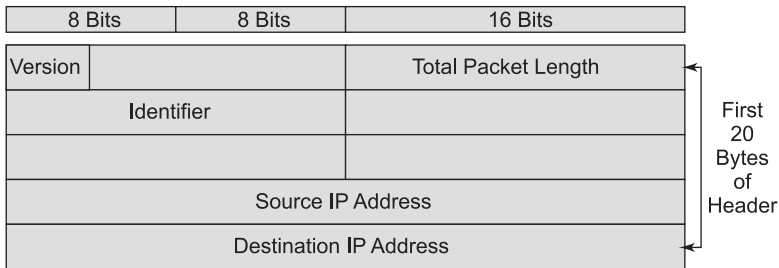 8 Bits 8 Bits 16 Bits
Version Total Packet Length
Identifier
Source IP Address
Destination IP Address
First
20
Bytes
of
Header